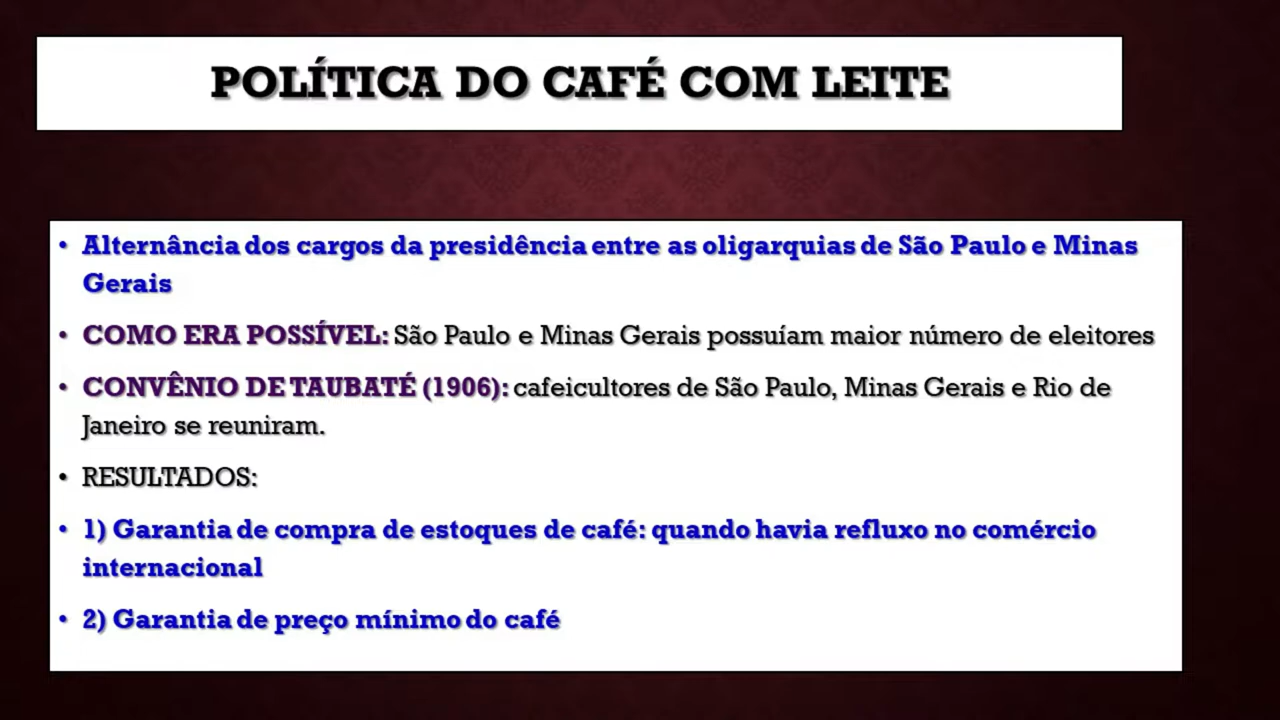 POLÍTICA DO CAFÉ COM LEITE
• Alternância dos cargos da presidência entre as oligarquias de São Paulo e Minas
Gerais
• COMO ERA POSSÍVEL: São Paulo e Minas Gerais possuíam maior número de eleitores
• CONVÊNIO DE TAUBATÉ (1906): cafeicultores de São Paulo, Minas Gerais e Rio de
Janeiro se reuniram.
• RESULTADOS:
• 1) Garantia de compra de estoques de café: quando havia refluxo no comércio
internacional
• 2) Garantia de preço mínimo do café